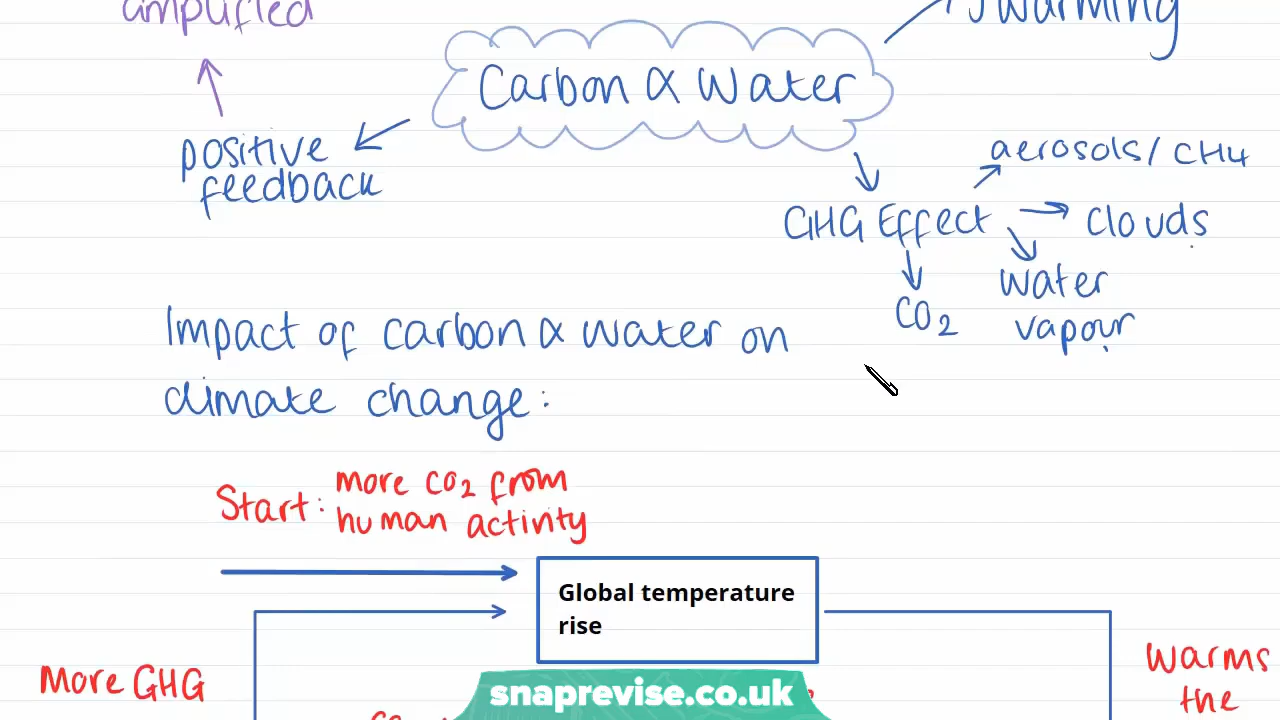 amplified
warming
Carbon & Water
positive
feedback
aerosols/CH4
GHG Effect
Clouds
Water
vapour
CO2
Impact of carbon & water on
climate change:
Start: more CO2 from
human activity
Global temperature
rise
More GHG
Warms
the
snaprevise.co.uk